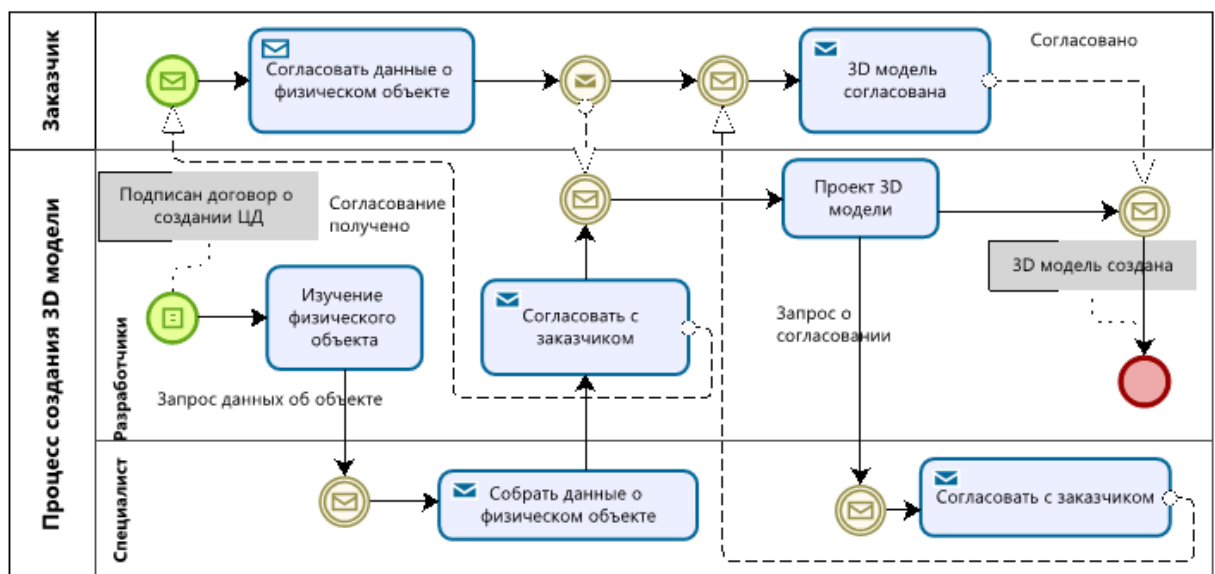 Заказчик
Согласовать данные о
физическом объекте
3D модель
согласована
Согласовано
Процесс создания 3D модели
Разработчики
Подписан договор о
создании ЦД
Согласование
получено
Проект 3D
модели
3D модель создана
Изучение
физического
объекта
Согласовать с
заказчиком
Запрос о
согласовании
Запрос данных об объекте
Специалист
Собрать данные о
физическом объекте
Согласовать с заказчиком